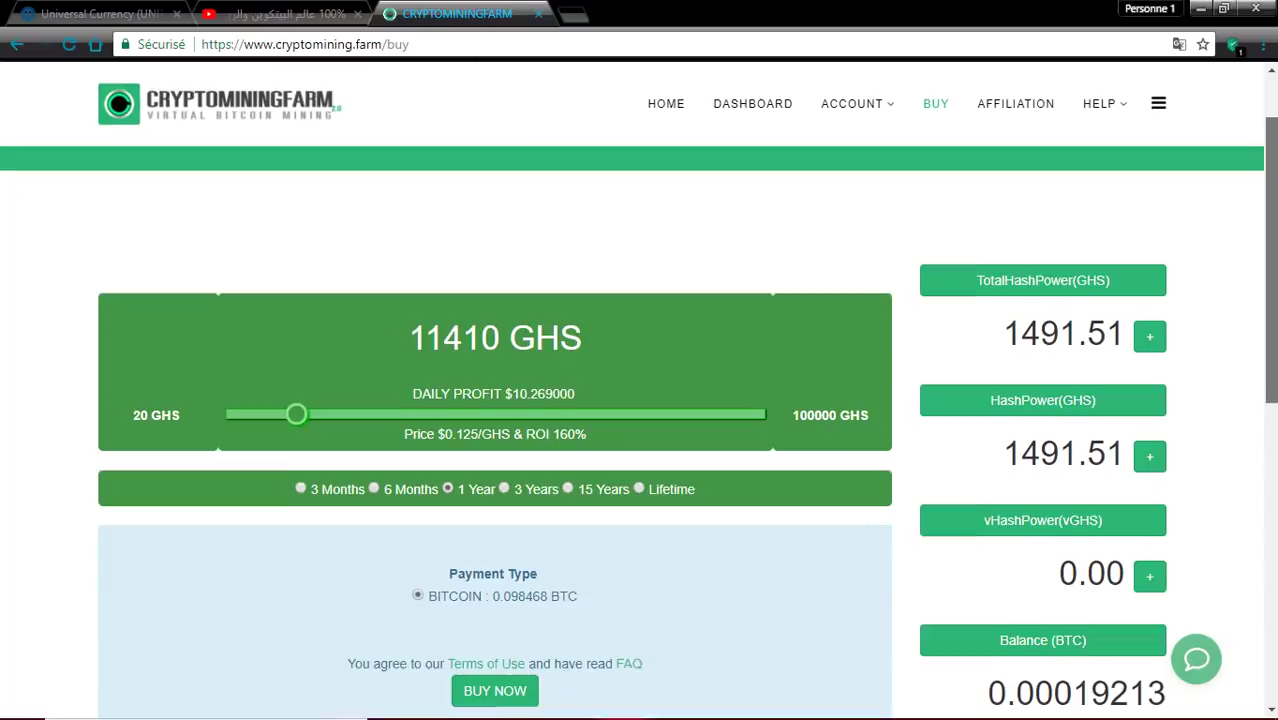 Universal Currency (UNI
100% عالم البيتكوين والر
CRYPTOMININGFARM
Personne 1
Sécurisé
https://www.cryptomining.farm/buy
1
CRYPTOMININGFARM 2.0
VIRTUAL BITCOIN MINING
HOME
DASHBOARD
ACCOUNT
BUY
AFFILIATION
HELP
11410 GHS
DAILY PROFIT $10.269000
20 GHS
100000 GHS
Price $0.125/GHS & ROI 160%
3 Months 6 Months 1 Year 3 Years 15 Years Lifetime
Payment Type
BITCOIN : 0.098468 BTC
You agree to our Terms of Use and have read FAQ
BUY NOW
TotalHashPower(GHS)
1491.51 +
HashPower(GHS)
1491.51 +
vHashPower(vGHS)
0.00 +
Balance (BTC)
0.00019213